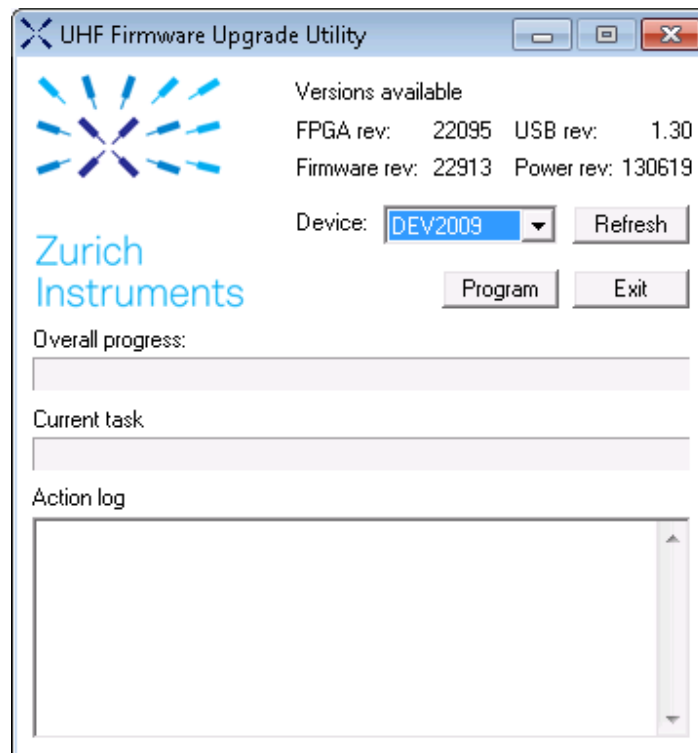 UHF Firmware Upgrade Utility
Versions available
FPGA rev: 22095 USB rev: 1.30
Firmware rev: 22913 Power rev: 130619
Device: DEV2009 Refresh
Zurich
Instruments
Program Exit
Overall progress:
Current task
Action log